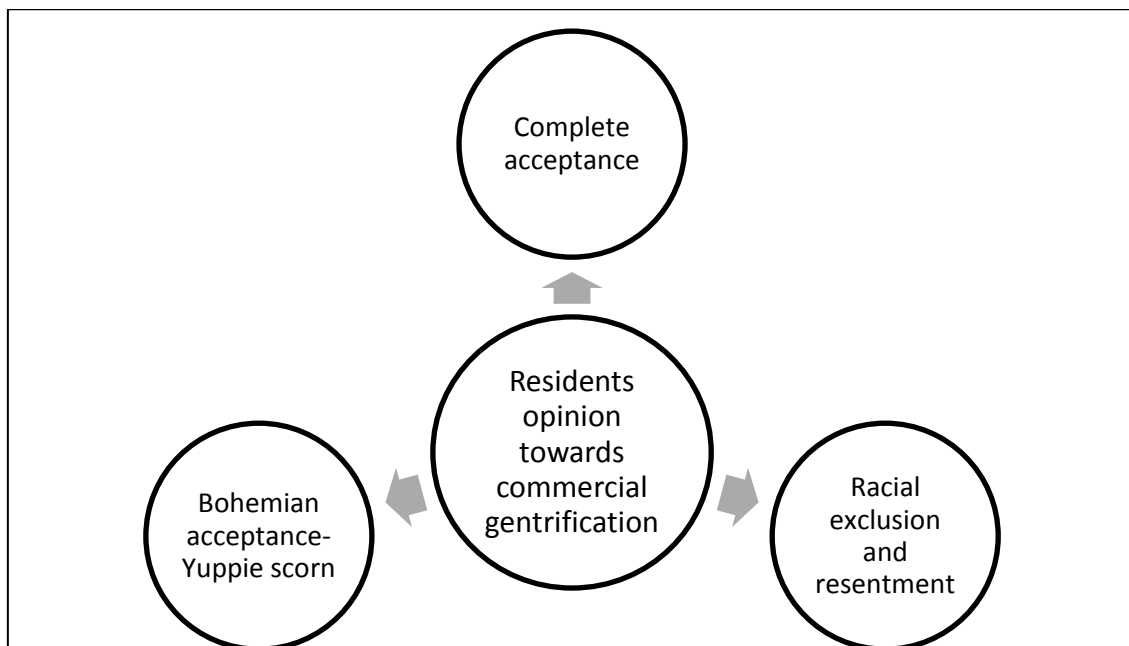 Complete
acceptance
Residents
opinion
towards
commercial
gentrification
Bohemian
acceptance-
Yuppie scorn
Racial
exclusion
and
resentment